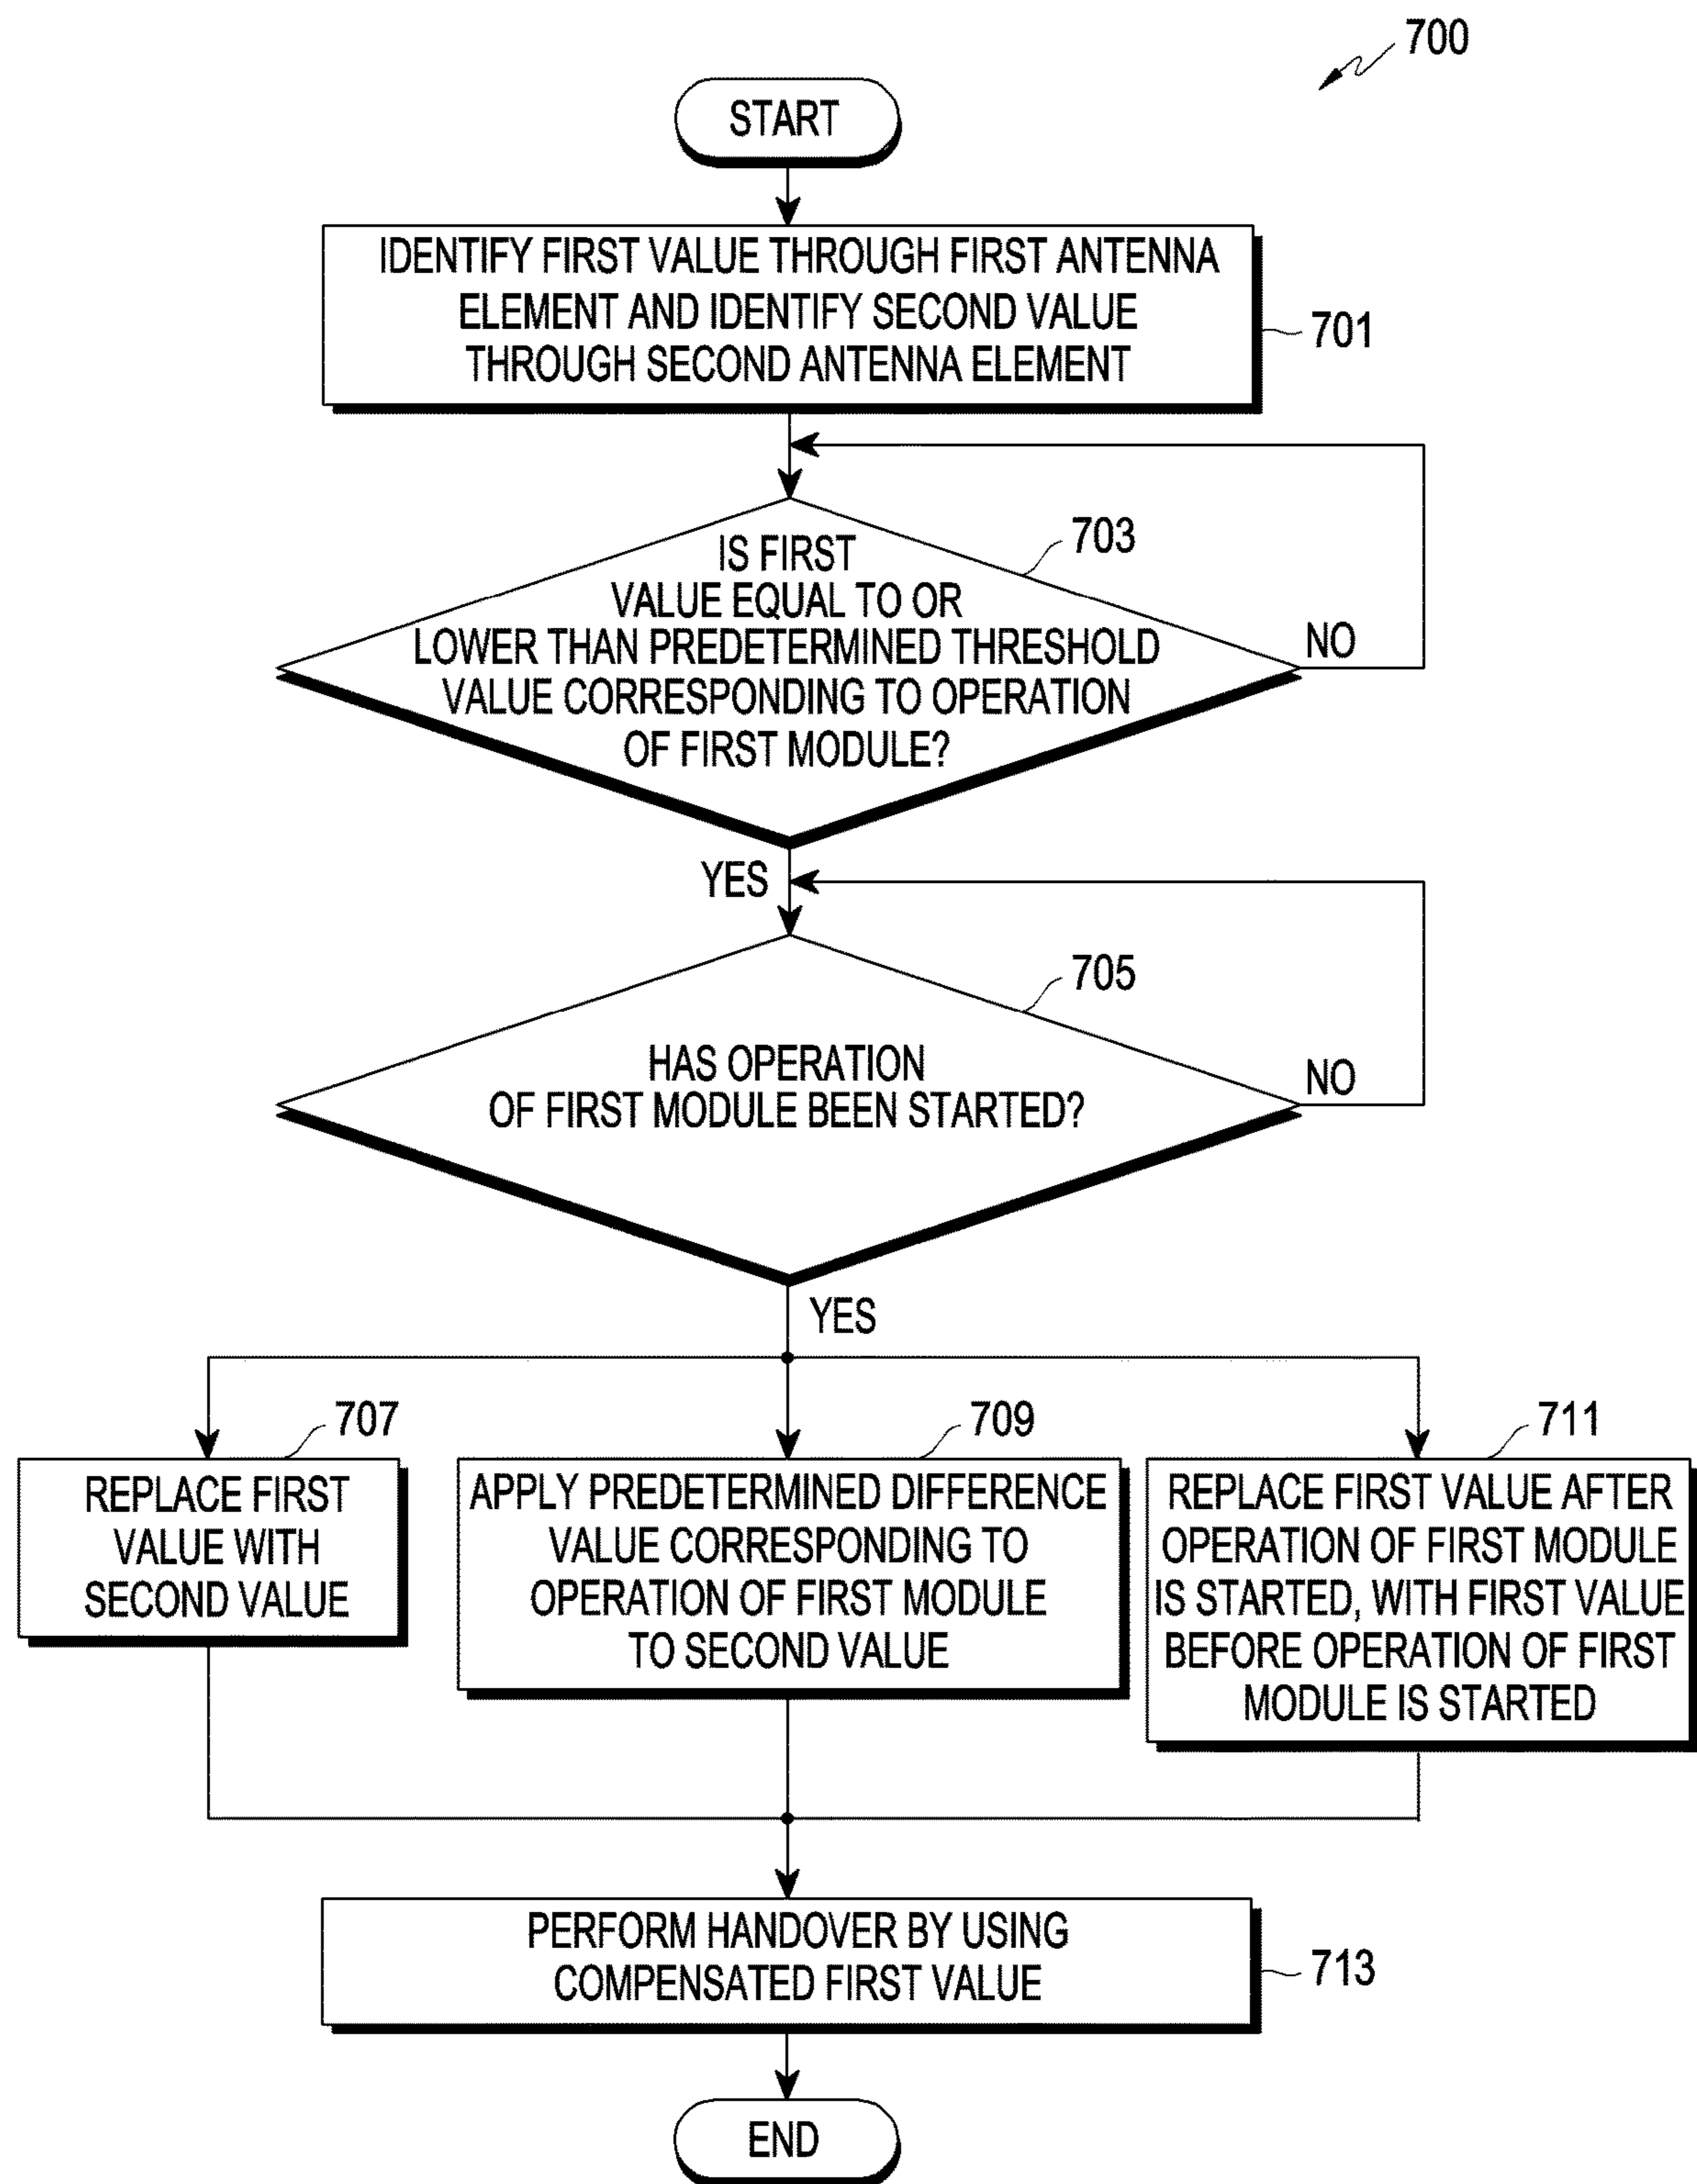 700
START
IDENTIFY FIRST VALUE THROUGH FIRST ANTENNA
ELEMENT AND IDENTIFY SECOND VALUE
THROUGH SECOND ANTENNA ELEMENT
701
703
IS FIRST
VALUE EQUAL TO OR
LOWER THAN PREDETERMINED THRESHOLD
VALUE CORRESPONDING TO OPERATION
OF FIRST MODULE?
NO
YES
705
HAS OPERATION
OF FIRST MODULE BEEN STARTED?
NO
YES
707
REPLACE FIRST
VALUE WITH
SECOND VALUE
709
APPLY PREDETERMINED DIFFERENCE
VALUE CORRESPONDING TO
OPERATION OF FIRST MODULE
TO SECOND VALUE
711
REPLACE FIRST VALUE AFTER
OPERATION OF FIRST MODULE
IS STARTED, WITH FIRST VALUE
BEFORE OPERATION OF FIRST
MODULE IS STARTED
PERFORM HANDOVER BY USING
COMPENSATED FIRST VALUE
713
END